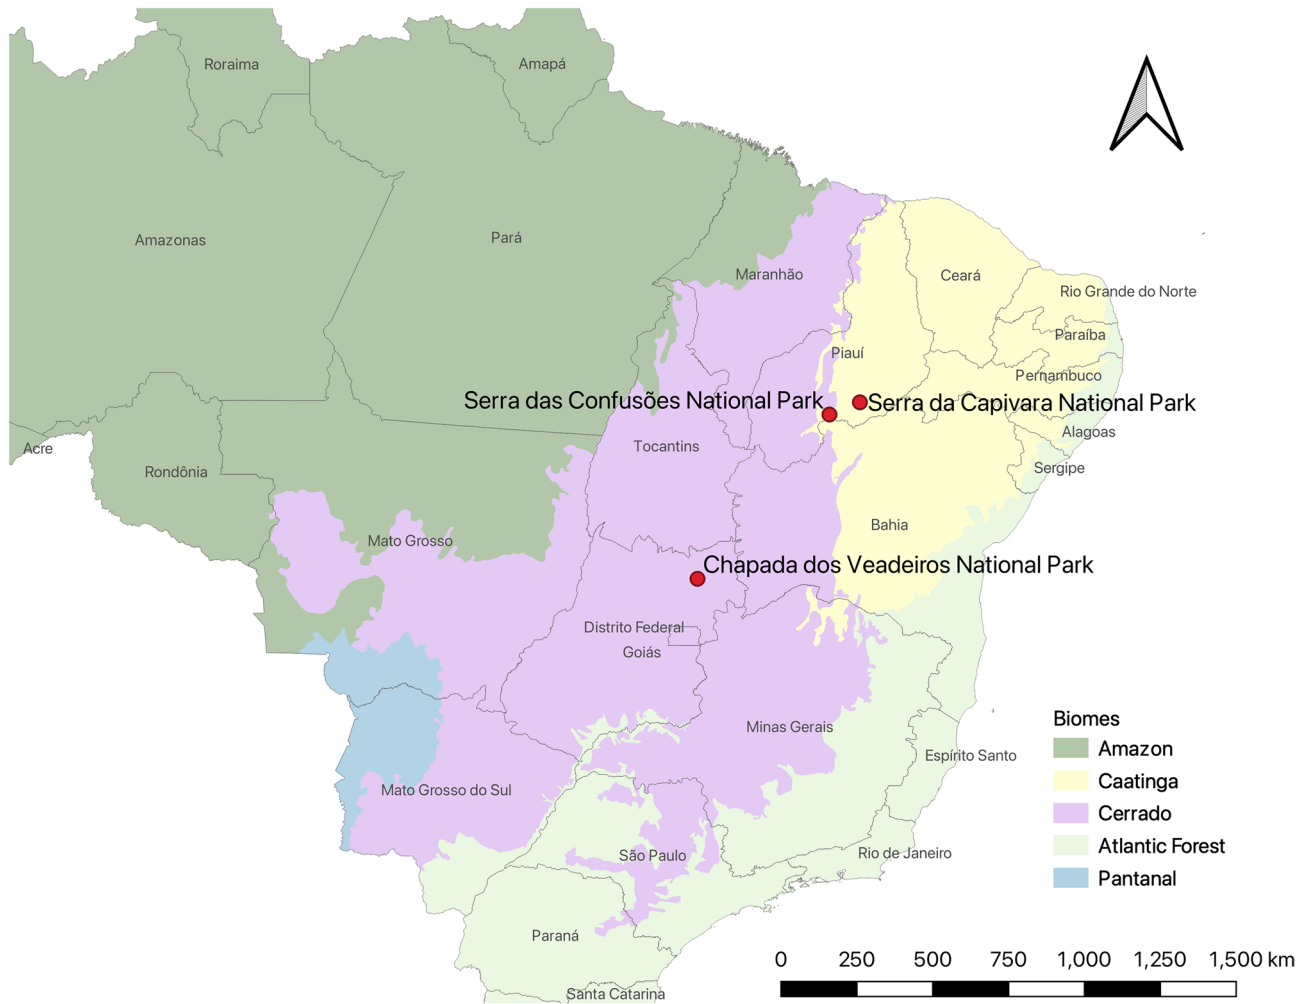 Roraima
Amapá
Amazonas
Pará
Maranhão
Ceará
Rio Grande do Norte
Paraíba
Piauí
Pernambuco
Serra das Confusões National Park
Serra da Capivara National Park
Alagoas
Acre
Tocantins
Rondônia
Sergipe
Bahia
Mato Grosso
Chapada dos Veadeiros National Park
Distrito Federal
Goiás
Minas Gerais
Espírito Santo
Mato Grosso do Sul
São Paulo
Rio de Janeiro
Paraná
Santa Catarina
Biomes
Amazon
Caatinga
Cerrado
Atlantic Forest
Pantanal
0 250 500 750 1,000 1,250 1,500 km